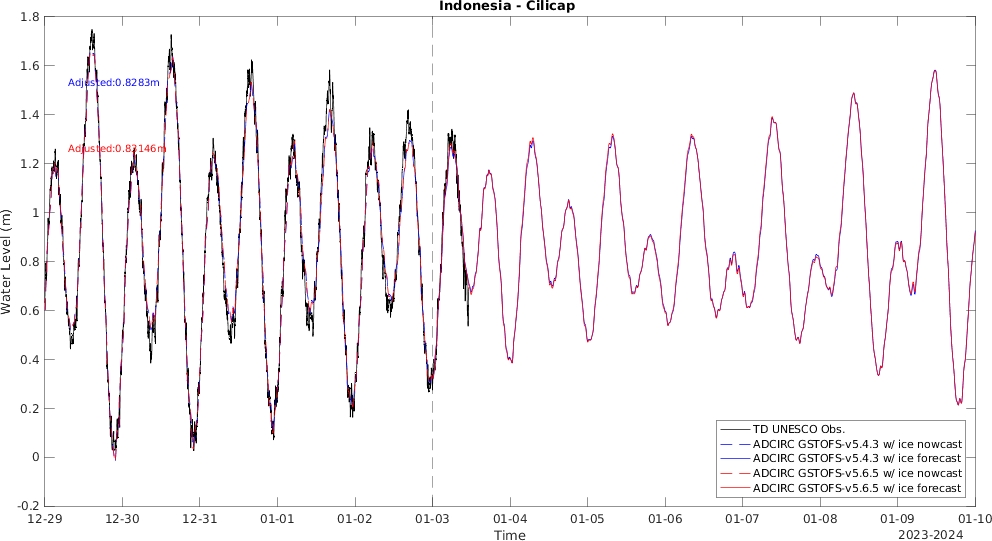 Indonesia - Cilicap
1.8
1.6
1.4
1.2
1
0.8
0.6
0.4
0.2
0
-0.2
Water Level (m)
Adjusted:0.8283m
Adjusted:0.83146m
TD UNESCO Obs.
ADCIRC GSTOFS-v5.4.3 w/ ice nowcast
ADCIRC GSTOFS-v5.4.3 w/ ice forecast
ADCIRC GSTOFS-v5.6.5 w/ ice nowcast
ADCIRC GSTOFS-v5.6.5 w/ ice forecast
12-29 12-30 12-31 01-01 01-02 01-03 01-04 01-05 01-06 01-07 01-08 01-09 01-10
Time
2023-2024